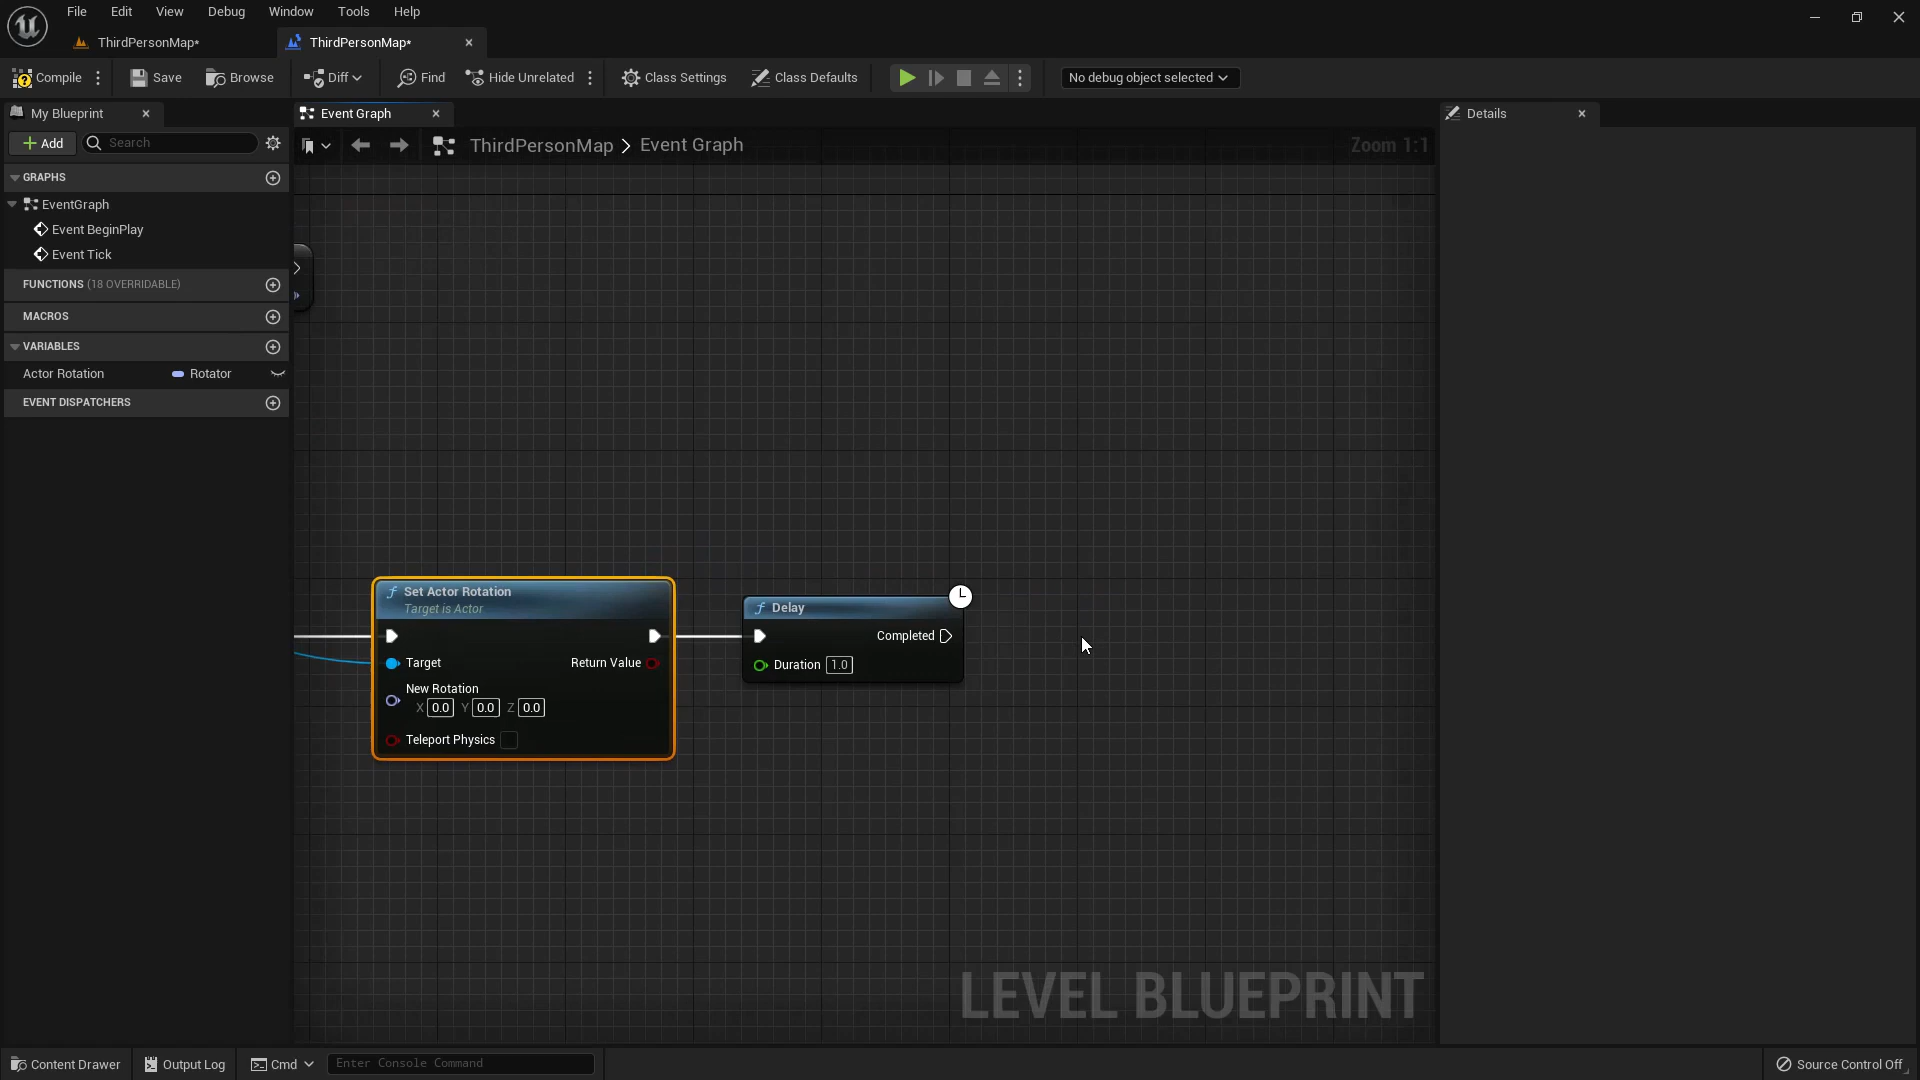 File Edit View Debug Window Tools Help
ThirdPersonMap*
ThirdPersonMap*
Compile
Save
Browse
Diff
Find
Hide Unrelated
Class Settings
Class Defaults
No debug object selected
My Blueprint
Event Graph
Details
Add
Search
ThirdPersonMap > Event Graph
Zoom 1:1
GRAPHS
EventGraph
Event BeginPlay
Event Tick
FUNCTIONS (18 OVERRIDABLE)
MACROS
VARIABLES
Actor Rotation Rotator
EVENT DISPATCHERS
Set Actor Rotation
Target is Actor
Target
Return Value
New Rotation
X 0.0 Y 0.0 Z 0.0
Teleport Physics
Delay
Completed
Duration 1.0
LEVEL BLUEPRINT
Content Drawer
Output Log
Cmd
Enter Console Command
Source Control Off